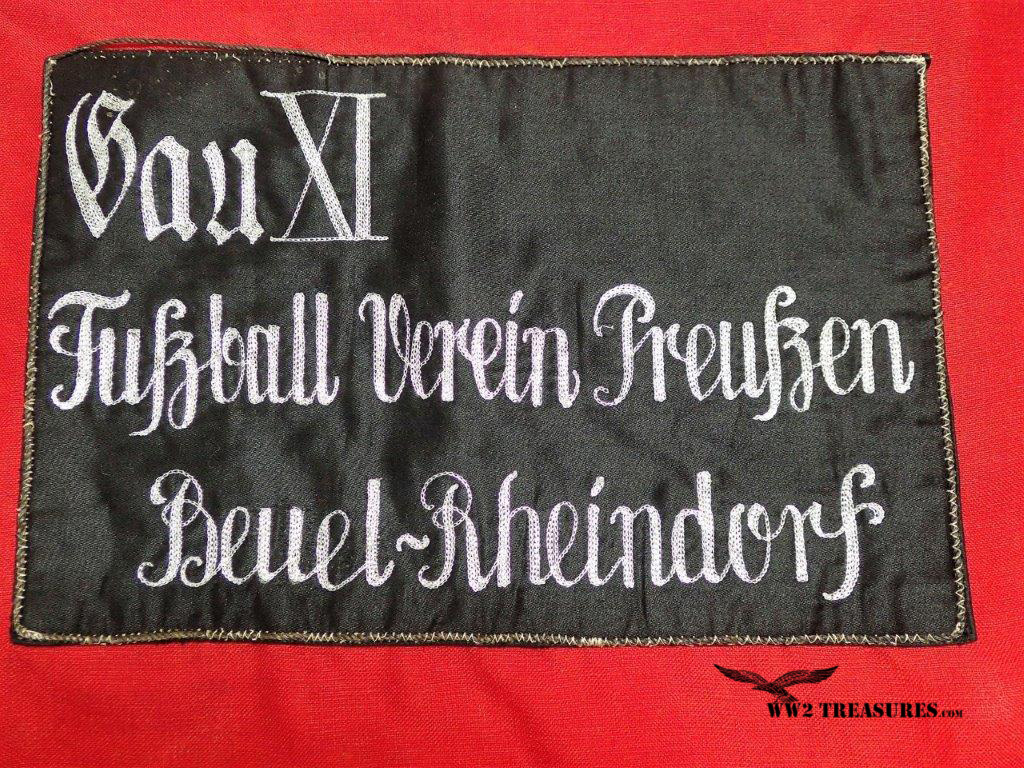 Gau XI
Fußball Verein Preußen
Beuel-Rheindorf
WW2 TREASURES.COM